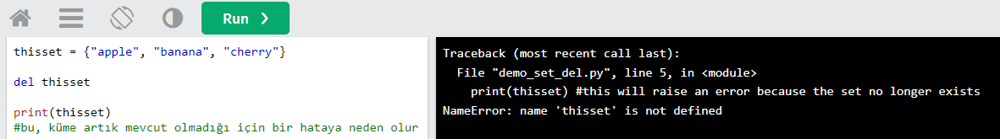 Run ❯
thisset = {"apple", "banana", "cherry"}
del thisset
print(thisset)
#bu, küme artık mevcut olmadığı için bir hataya neden olur
Traceback (most recent call last):
  File "demo_set_del.py", line 5, in <module>
    print(thisset) #this will raise an error because the set no longer exists
NameError: name 'thisset' is not defined